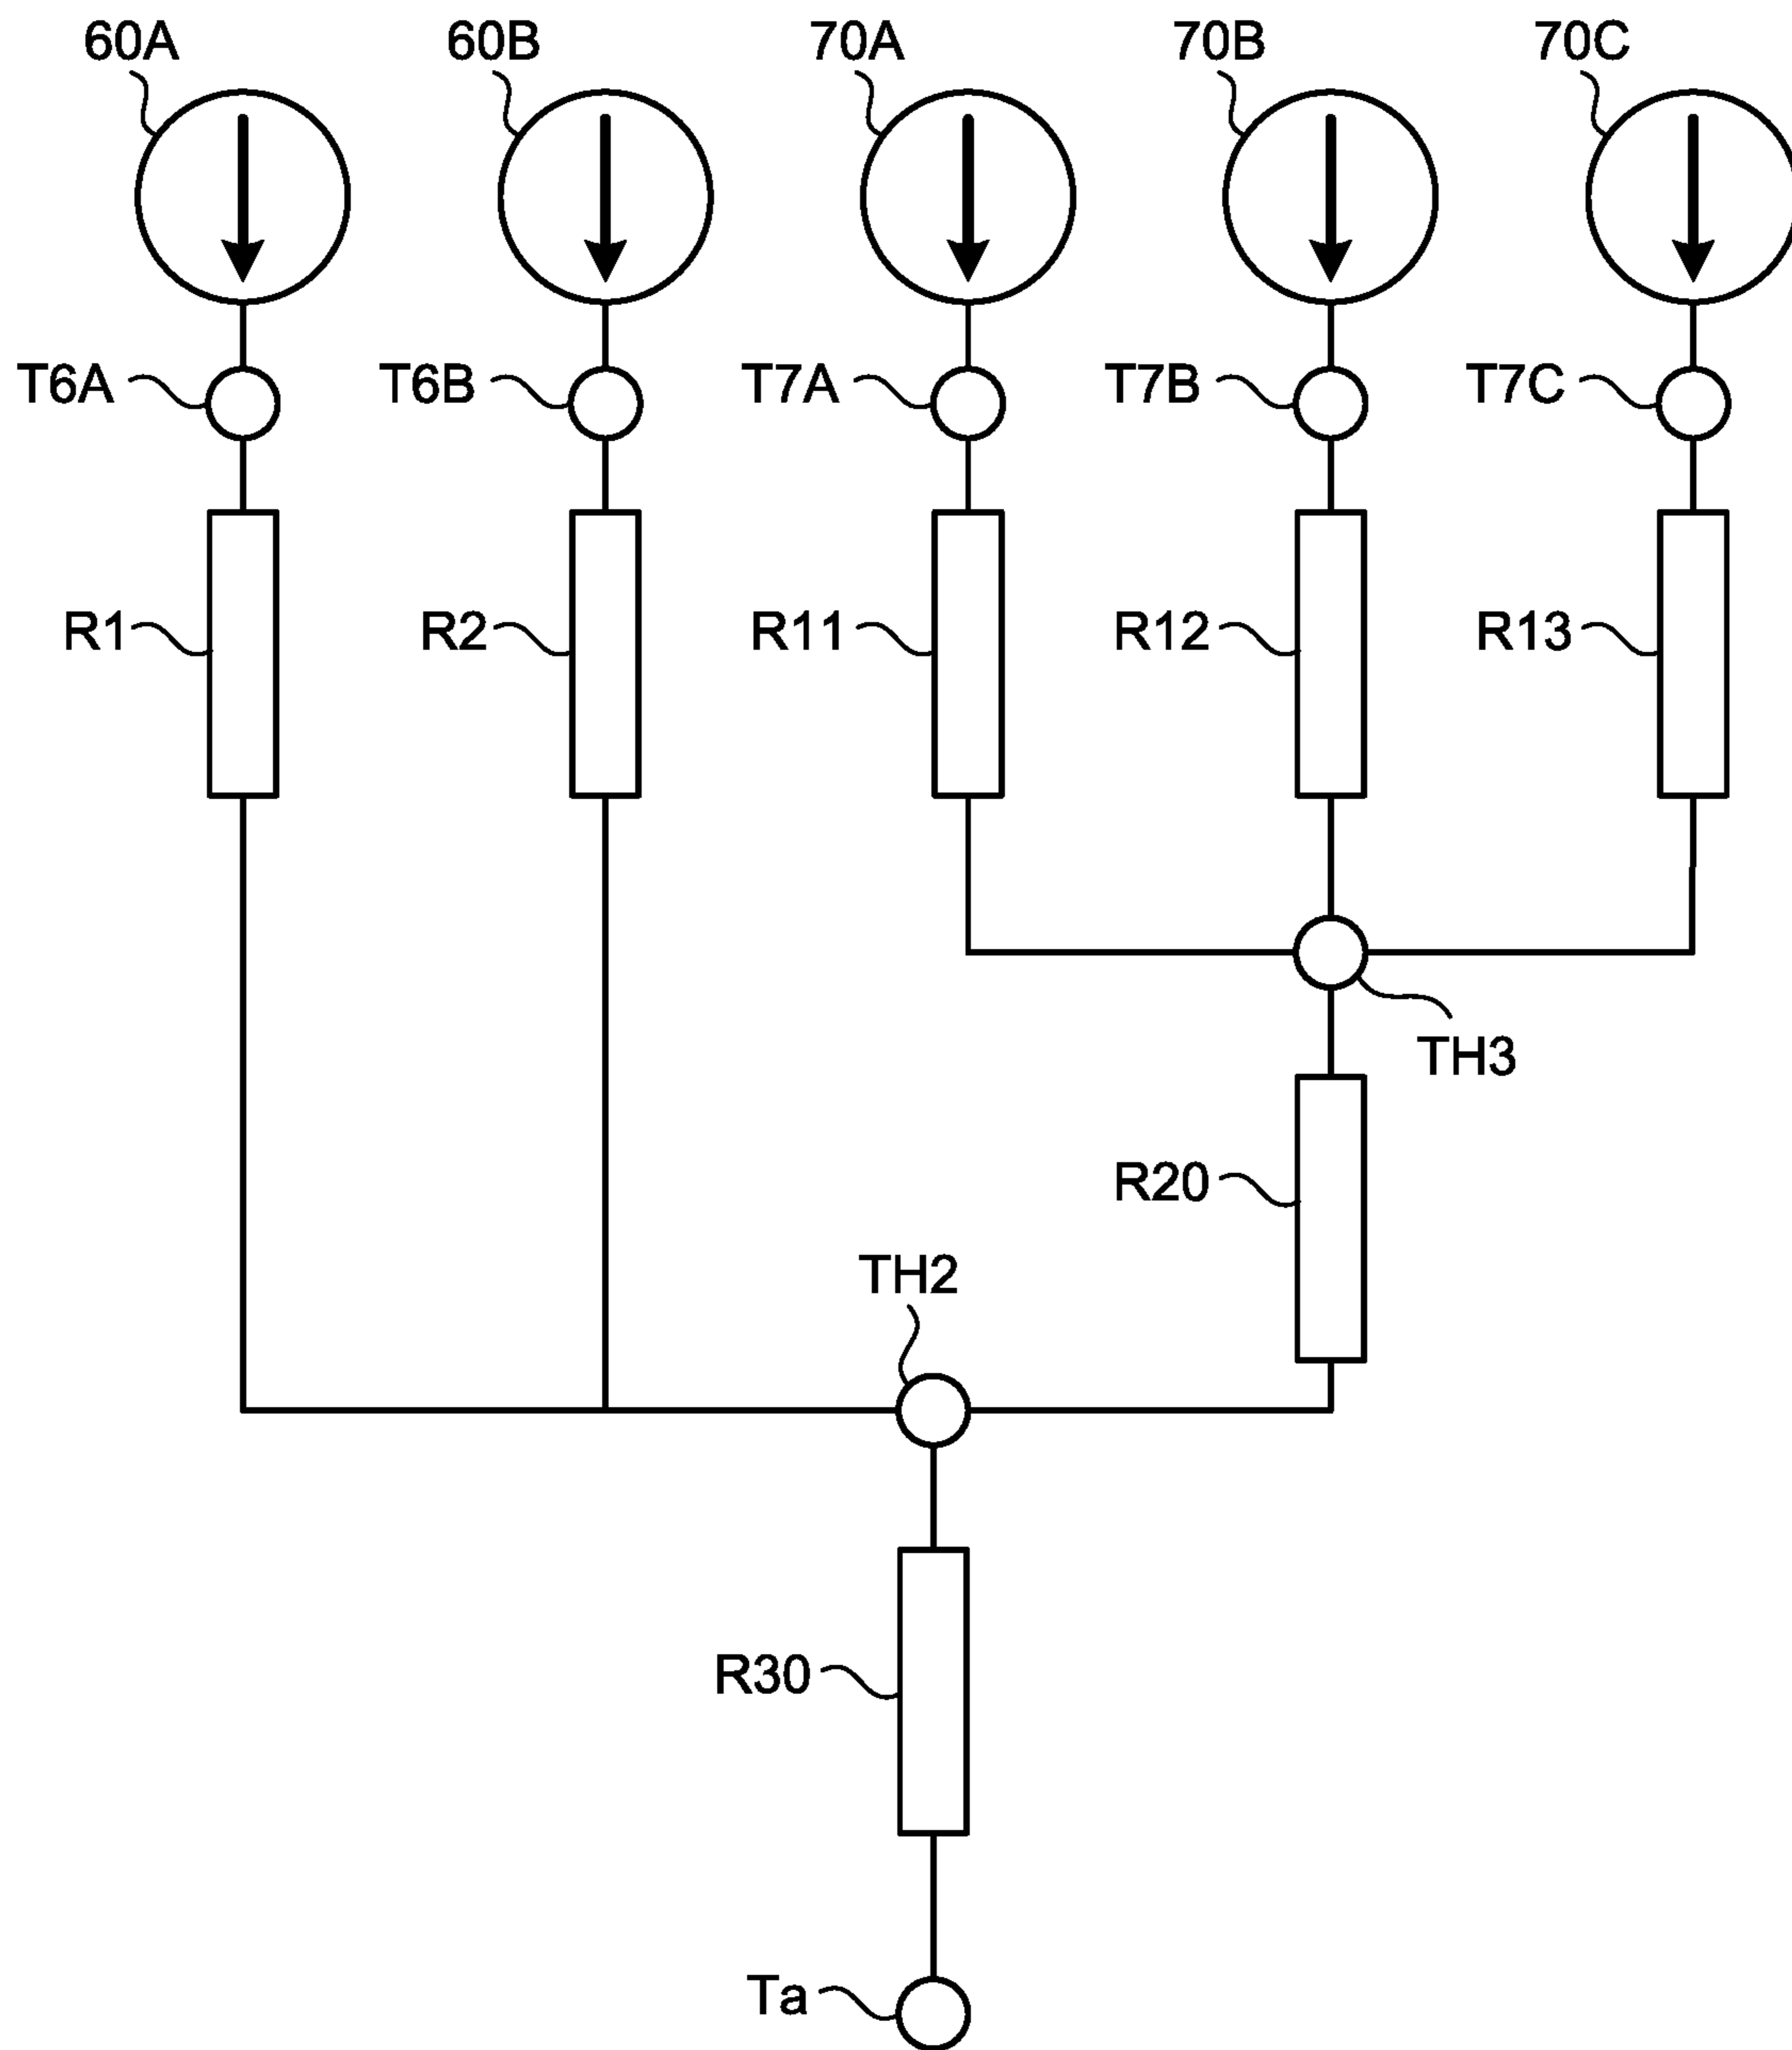 60A 60B 70A 70B 70C
T6A T6B T7A T7B T7C
R1 R2 R11 R12 R13
TH3
R20
TH2
R30
Ta